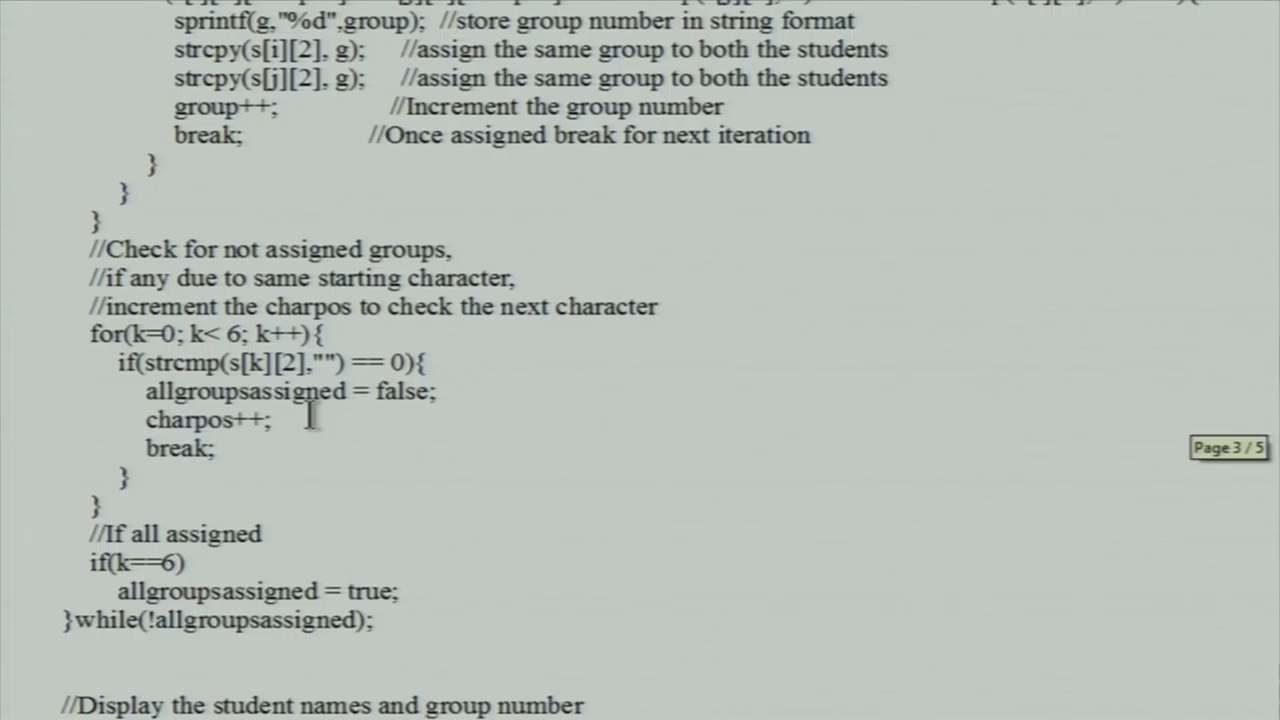 sprintf(g,"%d",group); //store group number in string format
strcpy(s[i][2], g); //assign the same group to both the students
strcpy(s[j][2], g); //assign the same group to both the students
group++; //Increment the group number
break; //Once assigned break for next iteration
}
}
}
//Check for not assigned groups,
//if any due to same starting character,
//increment the charpos to check the next character
for(k=0; k< 6; k++){
if(strcmp(s[k][2],"") == 0){
allgroupsassigned = false;
charpos++;
break;
}
}
//If all assigned
if(k==6)
allgroupsassigned = true;
}while(!allgroupsassigned);
Page 3 / 5
//Display the student names and group number